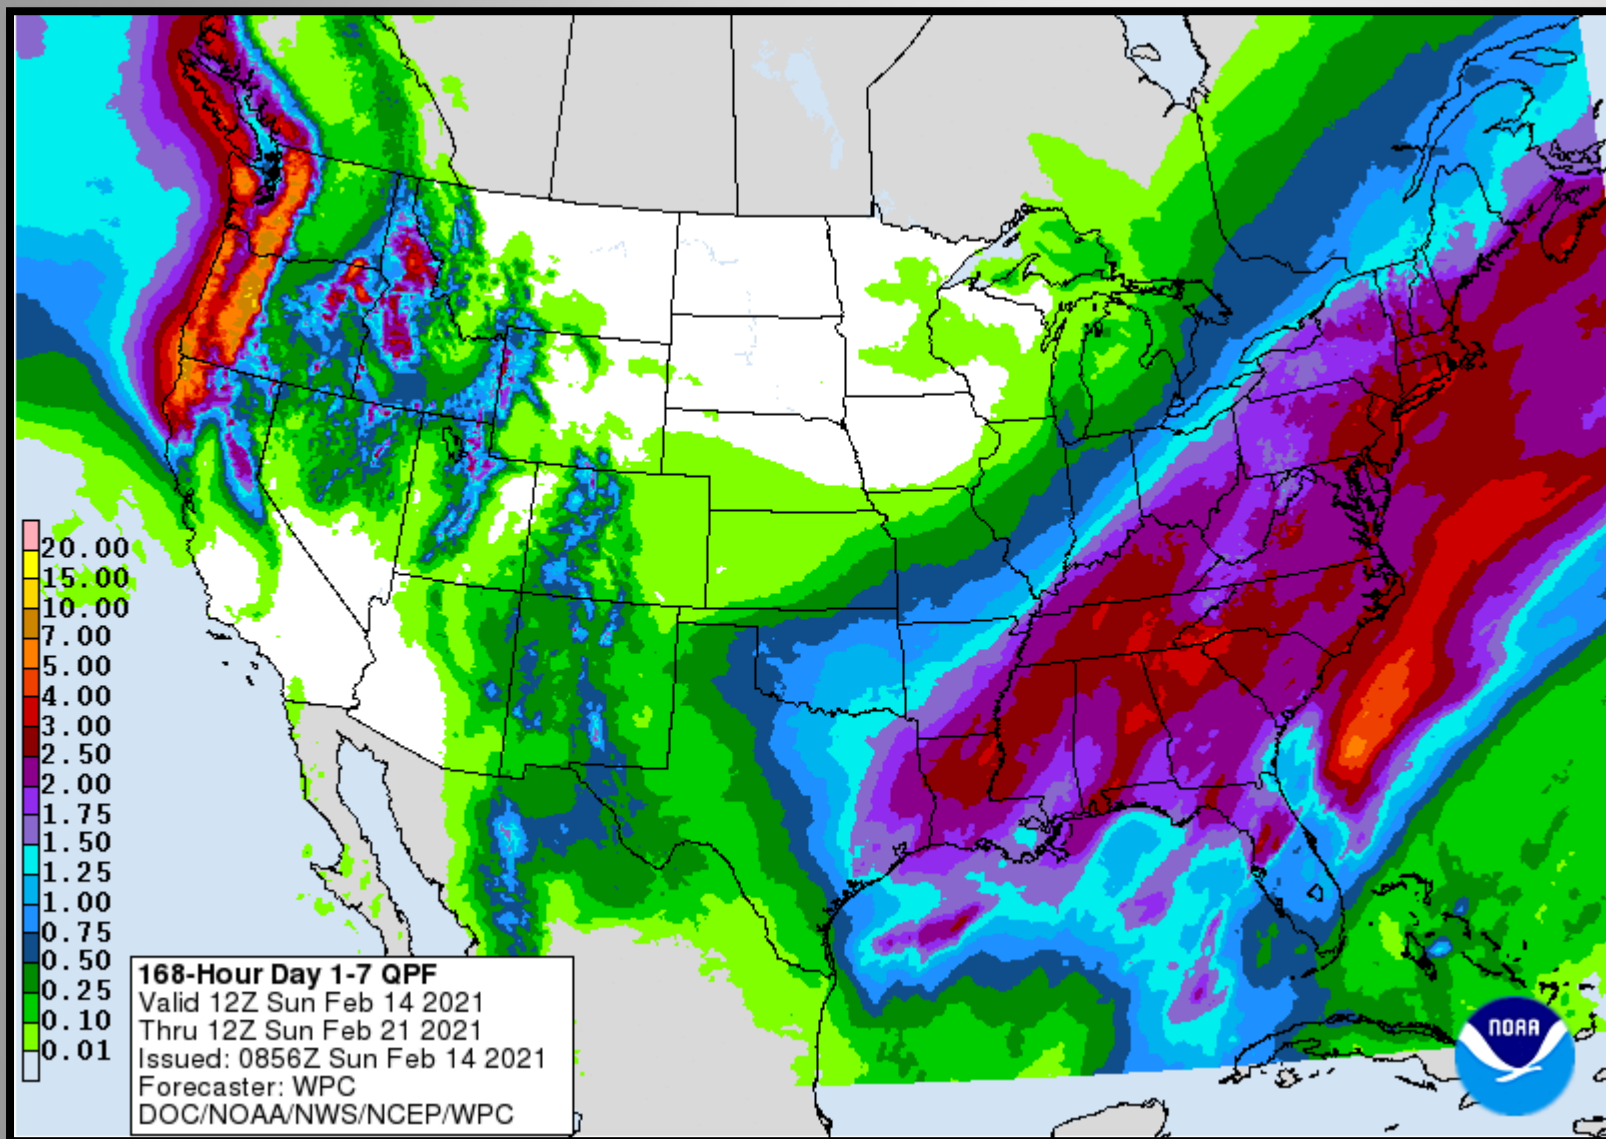 20.00
15.00
10.00
7.00
5.00
4.00
3.00
2.50
2.00
1.75
1.50
1.25
1.00
0.75
0.50
0.25
0.10
0.01
168-Hour Day 1-7 QPF
Valid 12Z Sun Feb 14 2021
Thru 12Z Sun Feb 21 2021
Issued: 0856Z Sun Feb 14 2021
Forecaster: WPC
DOC/NOAA/NWS/NCEP/WPC
NOAA